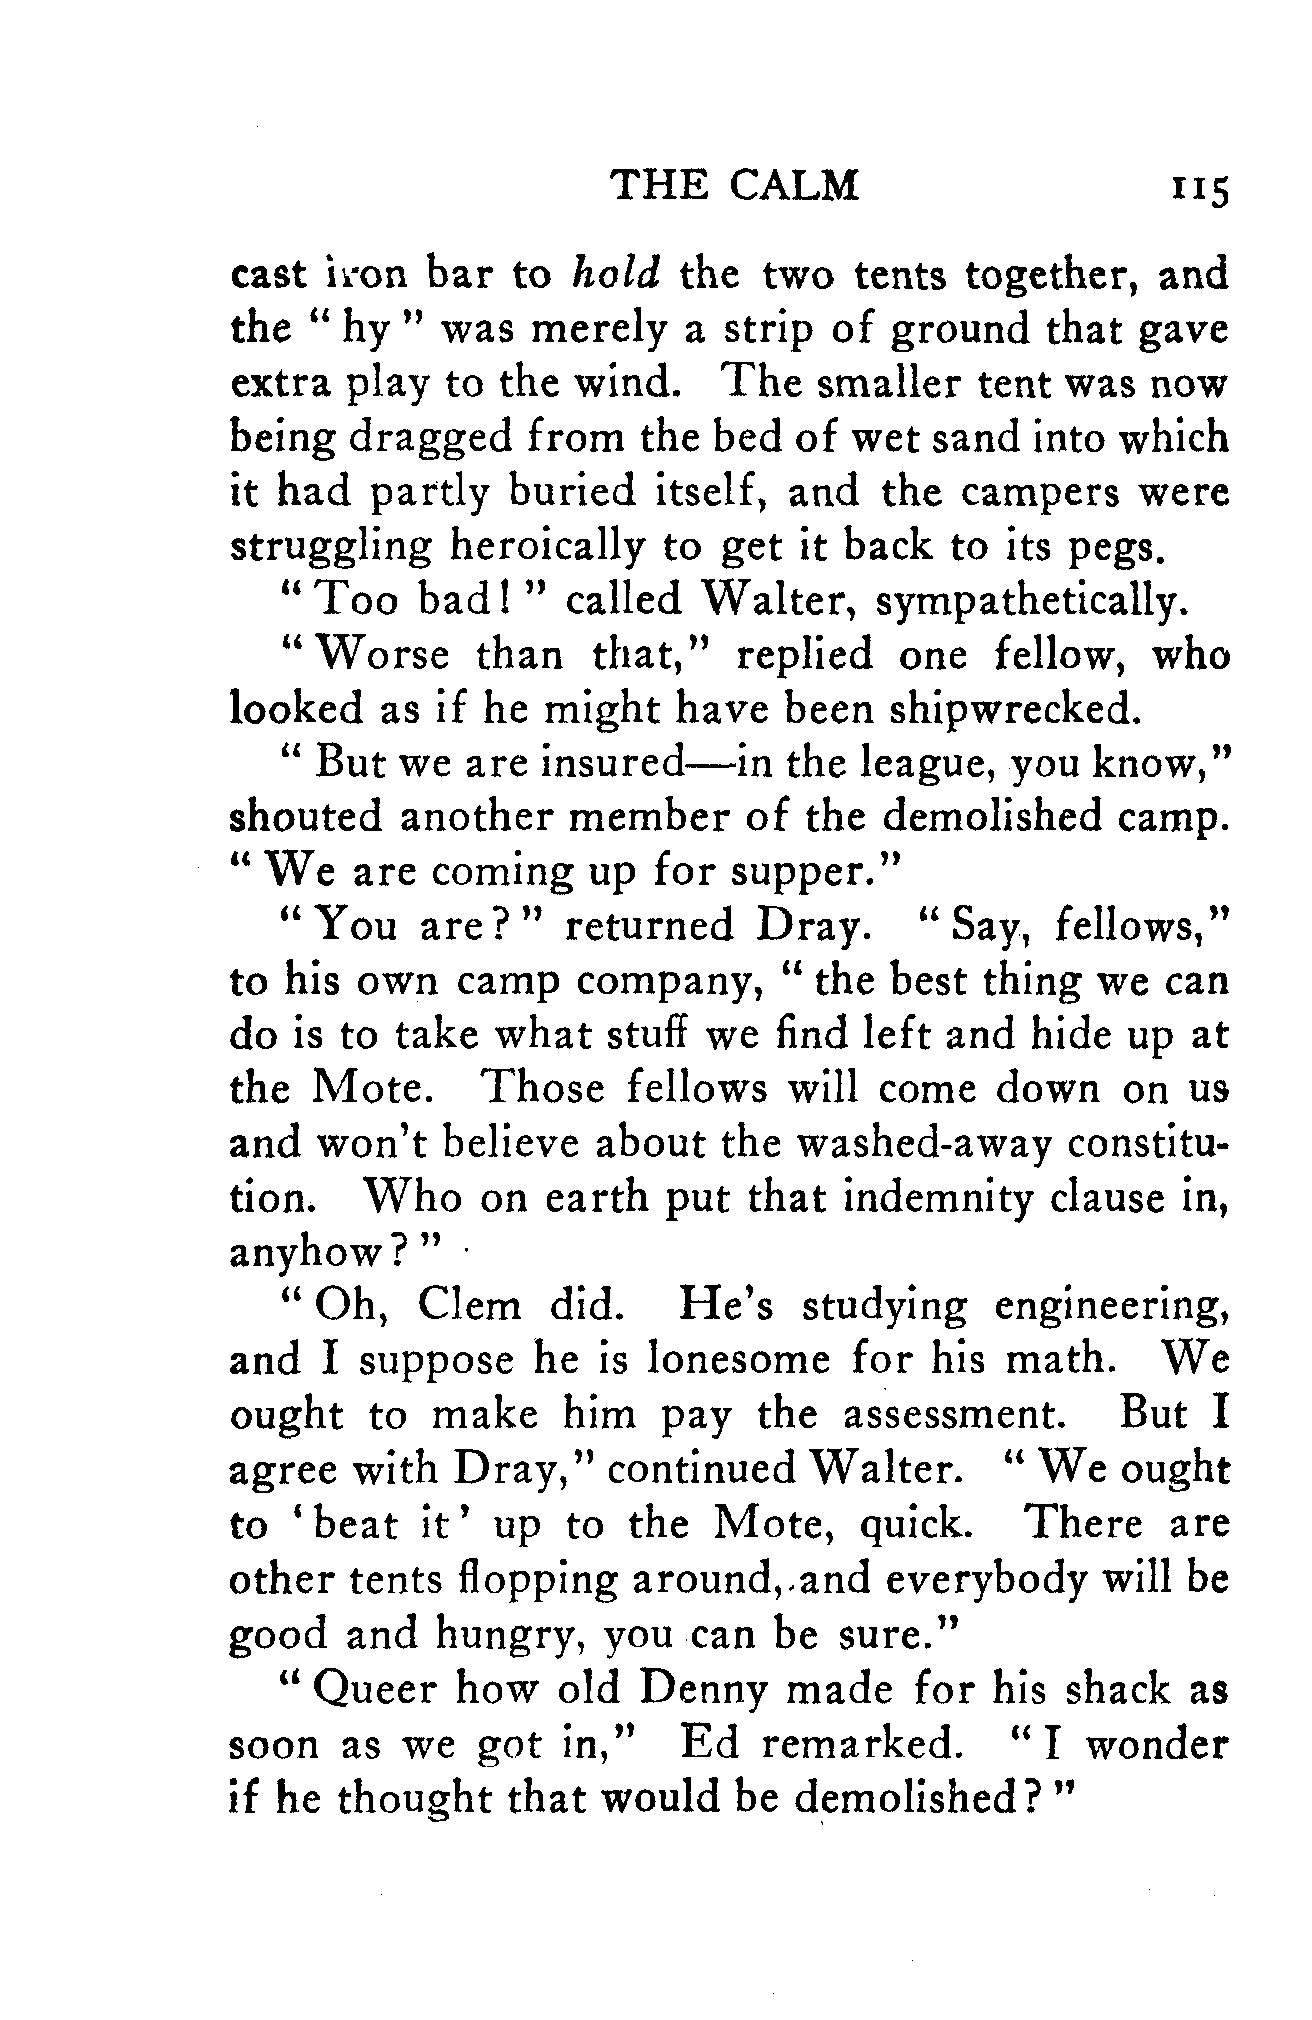 THE CALM 115
cast iron bar to hold the two tents together, and
the " hy " was merely a strip of ground that gave
extra play to the wind. The smaller tent was now
being dragged from the bed of wet sand into which
it had partly buried itself, and the campers were
struggling heroically to get it back to its pegs.
" Too bad! " called Walter, sympathetically.
" Worse than that," replied one fellow, who
looked as if he might have been shipwrecked.
" But we are insured—in the league, you know,"
shouted another member of the demolished camp.
" We are coming up for supper."
" You are? " returned Dray. " Say, fellows,"
to his own camp company, " the best thing we can
do is to take what stuff we find left and hide up at
the Mote. Those fellows will come down on us
and won't believe about the washed-away constitu-
tion. Who on earth put that indemnity clause in,
anyhow? "
" Oh, Clem did. He's studying engineering,
and I suppose he is lonesome for his math. We
ought to make him pay the assessment. But I
agree with Dray," continued Walter. " We ought
to ' beat it ' up to the Mote, quick. There are
other tents flopping around, and everybody will be
good and hungry, you can be sure."
" Queer how old Denny made for his shack as
soon as we got in," Ed remarked. " I wonder
if he thought that would be demolished? "